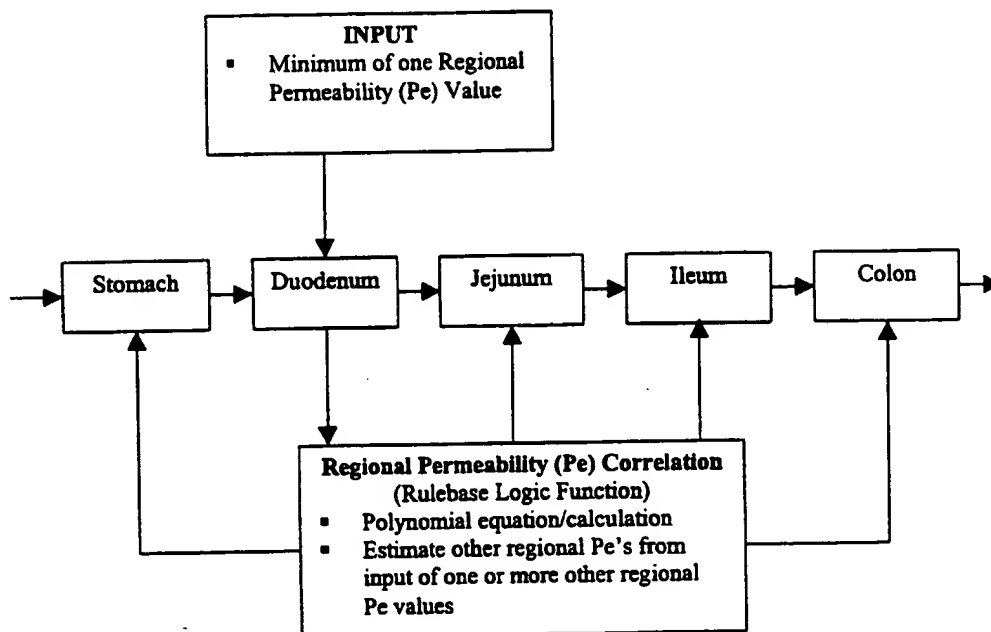 INPUT
▪ Minimum of one Regional
Permeability (Pe) Value
Stomach
Duodenum
Jejunum
Ileum
Colon
Regional Permeability (Pe) Correlation
(Rulebase Logic Function)
▪ Polynomial equation/calculation
▪ Estimate other regional Pe's from
input of one or more other regional
Pe values